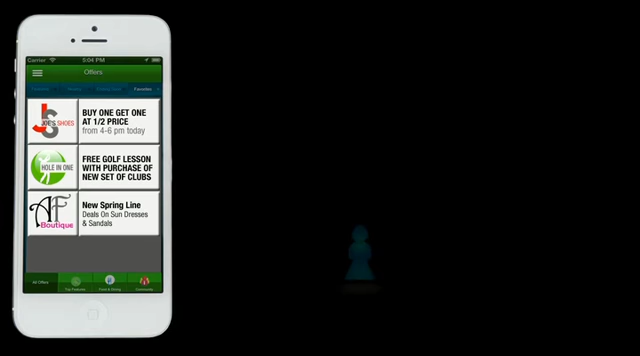 Carrier 5:04 PM
Offers
Favorites
JS
JOE'S SHOES
BUY ONE GET ONE
AT 1/2 PRICE
from 4-6 pm today
HOLE IN ONE
FREE GOLF LESSON
WITH PURCHASE OF
NEW SET OF CLUBS
AF
Boutique
New Spring Line
Deals On Sun Dresses
& Sandals
All Offers
Community